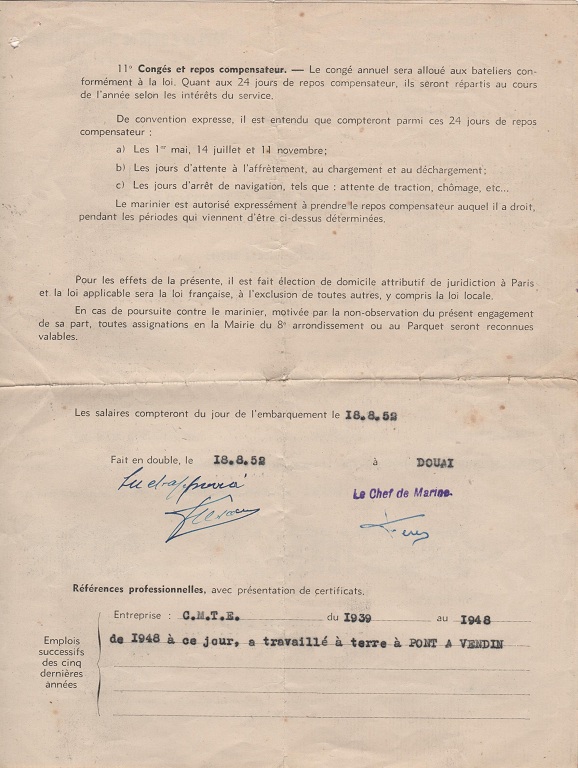 11° Congés et repos compensateur. — Le congé annuel sera alloué aux bateliers con-
formément à la loi. Quant aux 24 jours de repos compensateur, ils seront répartis au cours
de l'année selon les intérêts du service.
De convention expresse, il est entendu que compteront parmi ces 24 jours de repos
compensateur :
a) Les 1er mai, 14 juillet et 11 novembre;
b) Les jours d'attente à l'affrètement, au chargement et au déchargement;
c) Les jours d'arrêt de navigation, tels que : attente de traction, chômage, etc...
Le marinier est autorisé expressément à prendre le repos compensateur auquel il a droit,
pendant les périodes qui viennent d'être ci-dessus déterminées.
Pour les effets de la présente, il est fait élection de domicile attributif de juridiction à Paris
et la loi applicable sera la loi française, à l'exclusion de toutes autres, y compris la loi locale.
En cas de poursuite contre le marinier, motivée par la non-observation du présent engagement
de sa part, toutes assignations en la Mairie du 8e arrondissement ou au Parquet seront reconnues
valables.
Les salaires compteront du jour de l'embarquement le 18.8.52
Fait en double, le 18.8.52 à DOUAI
Lu et approuvé
Le Chef de Marine
Références professionnelles, avec présentation de certificats.
Entreprise : C.M.T.E. du 1939 au 1948
de 1948 à ce jour, a travaillé à terre à PONT A VENDIN
Emplois
successifs
des cinq
dernières
années